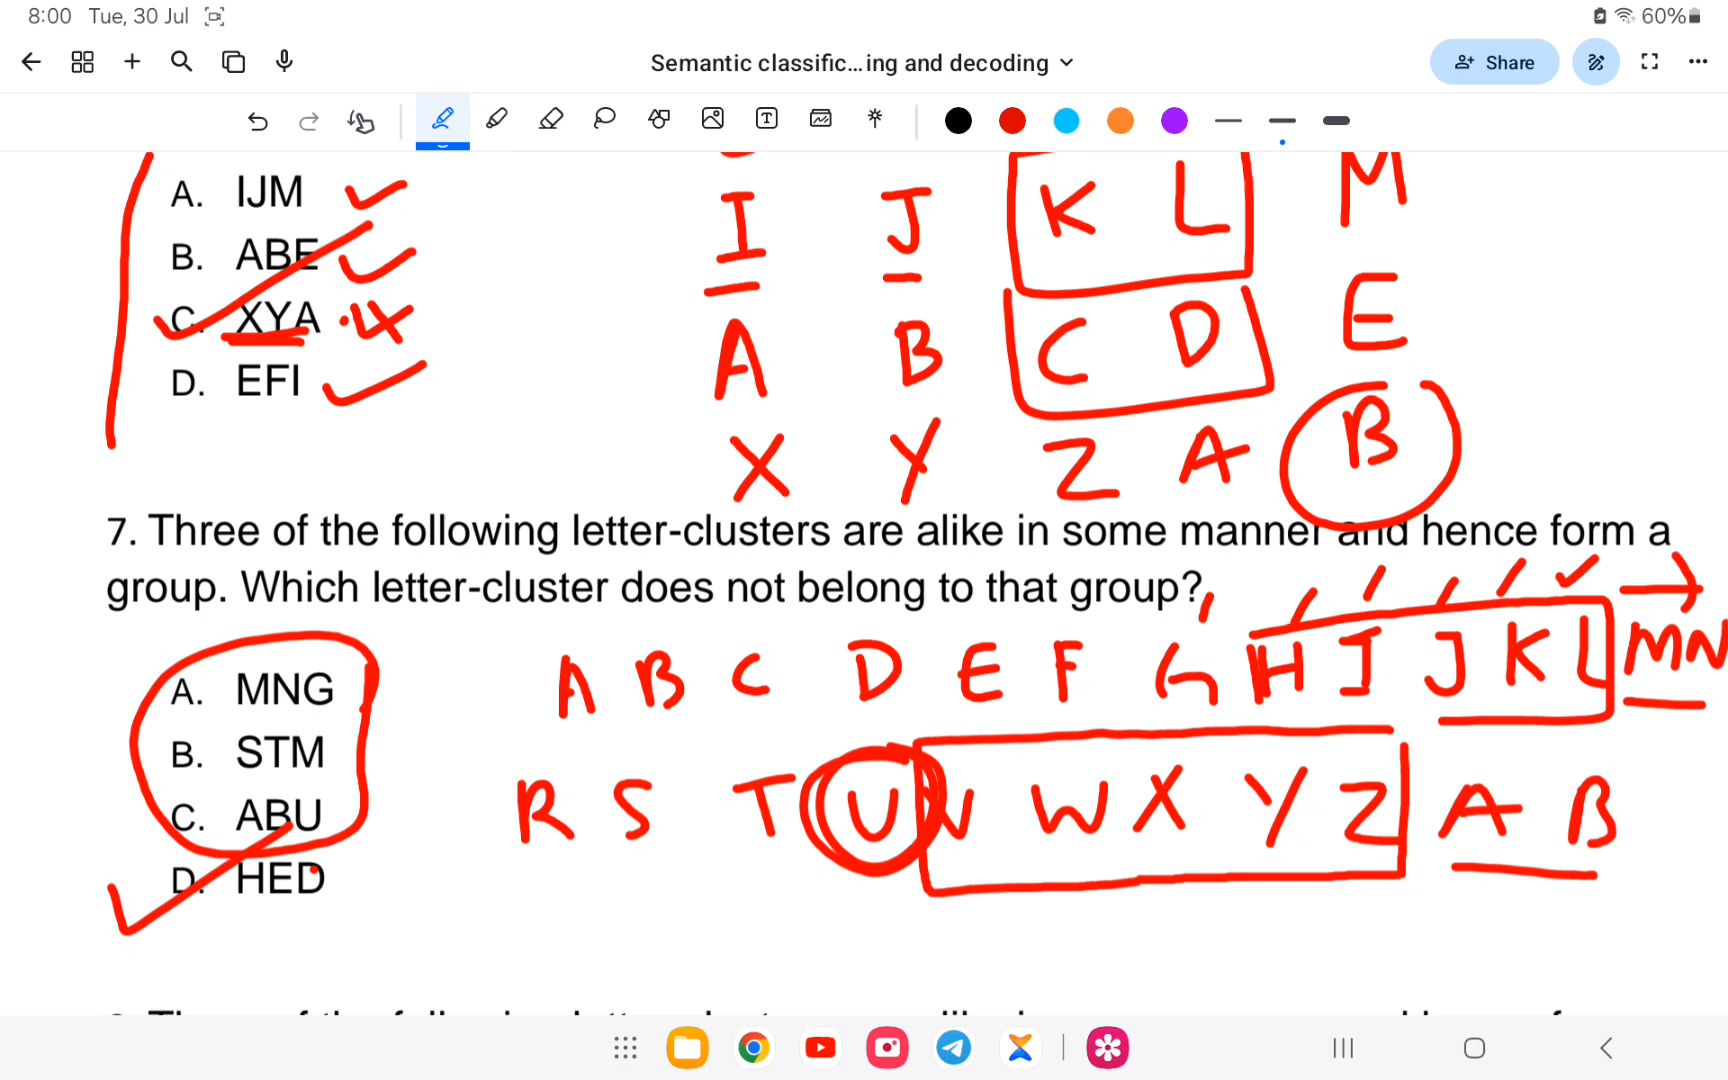 8:00 Tue, 30 Jul 60%
Semantic classific...ing and decoding Share
A. IJM
B. ABE
C. XYA
D. EFI
I J K L M
A B C D E
X Y Z A B
7. Three of the following letter-clusters are alike in some manner and hence form a
group. Which letter-cluster does not belong to that group?
A. MNG
B. STM
C. ABU
D. HED
A B C D E F G H I J K L M N
R S T U V W X Y Z A B